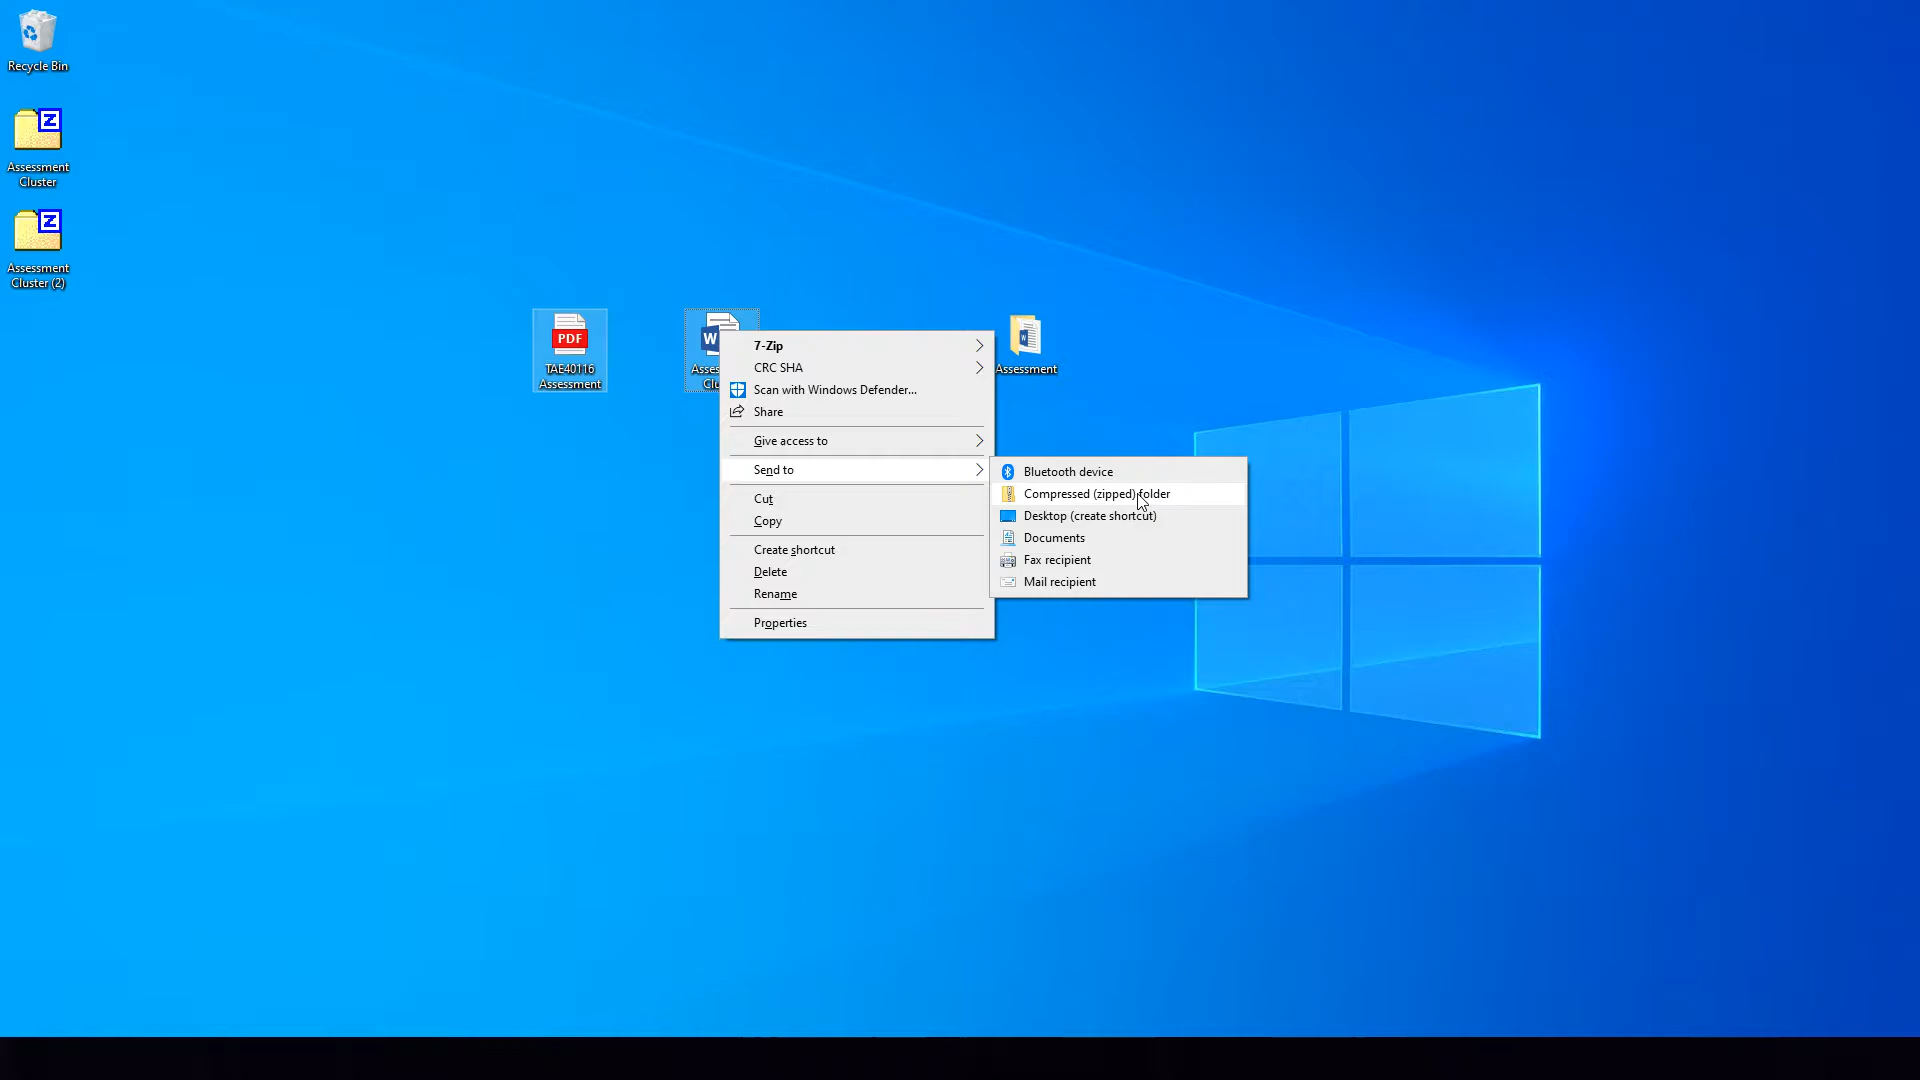 Recycle Bin
Assessment
Cluster
Assessment
Cluster (2)
PDF
TAE40116
Assessment
W
Assessment
7-Zip
CRC SHA
Scan with Windows Defender...
Share
Give access to
Send to
Cut
Copy
Create shortcut
Delete
Rename
Properties
Bluetooth device
Compressed (zipped) folder
Desktop (create shortcut)
Documents
Fax recipient
Mail recipient